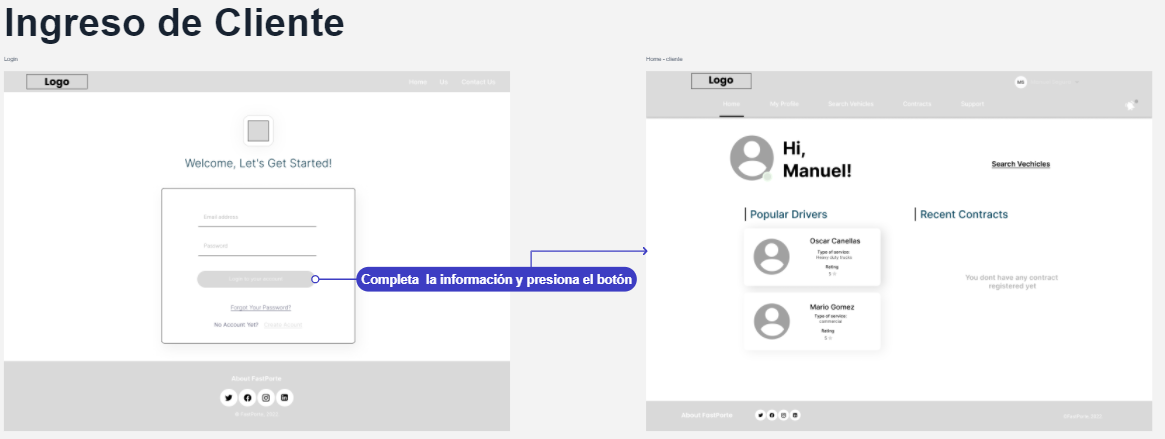 Ingreso de Cliente
Login
Logo
Home Us Contact Us
Welcome, Let's Get Started!
Email address
Password
Login to your account
Forgot Your Password?
No Account Yet? Create Account
About FastPorte
© FastPorte, 2022
Completa la información y presiona el botón
Home - cliente
Logo
MR
Home My Profile Search Vehicles Contracts Support
Hi,
Manuel!
Search Vechicles
Popular Drivers
Oscar Canellas
Type of service:
Heavy duty trucks
Rating
Mario Gomez
Type of service:
commercial
Rating
Recent Contracts
You dont have any contract
registered yet
About FastPorte
© FastPorte, 2022